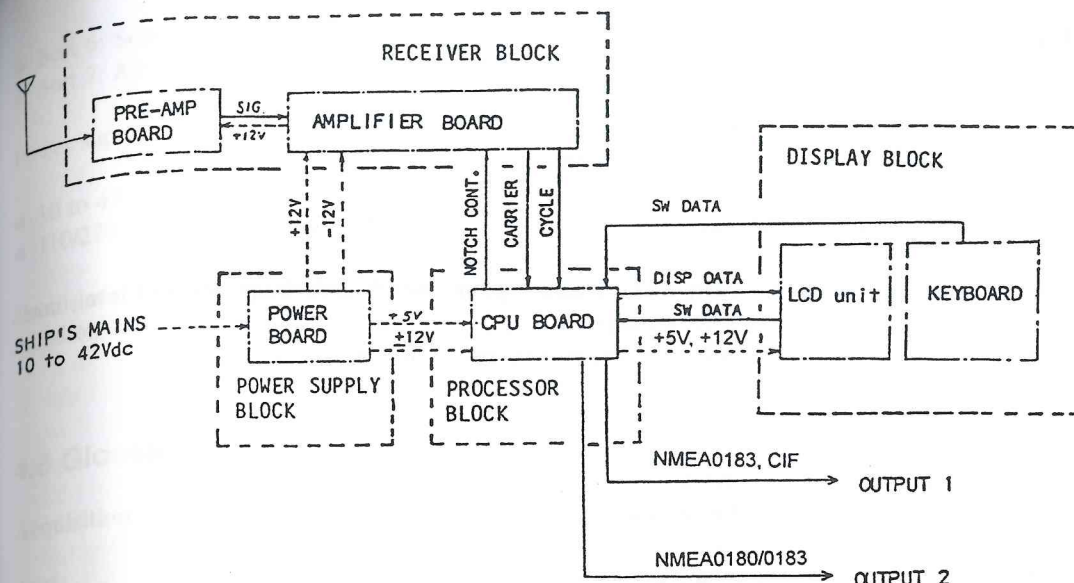 RECEIVER BLOCK
PRE-AMP
BOARD
SIG.
+12V
AMPLIFIER BOARD
DISPLAY BLOCK
+12V
-12V
NOTCH CONT.
CARRIER
CYCLE
SW DATA
DISP DATA
SW DATA
+5V, +12V
LCD unit
KEYBOARD
SHIP'S MAINS
10 to 42Vdc
POWER
BOARD
+5V
±12V
CPU BOARD
POWER SUPPLY
BLOCK
PROCESSOR
BLOCK
NMEA0183, CIF
OUTPUT 1
NMEA0180/0183
OUTPUT 2